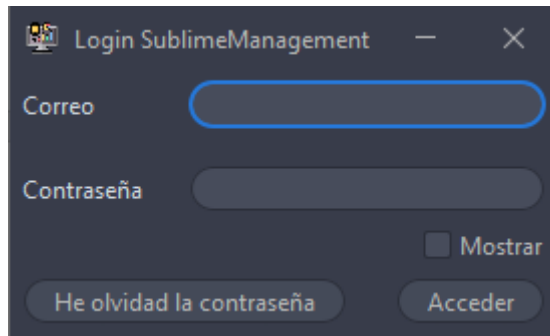 Login SublimeManagement
Correo
Contraseña
Mostrar
He olvidad la contraseña Acceder